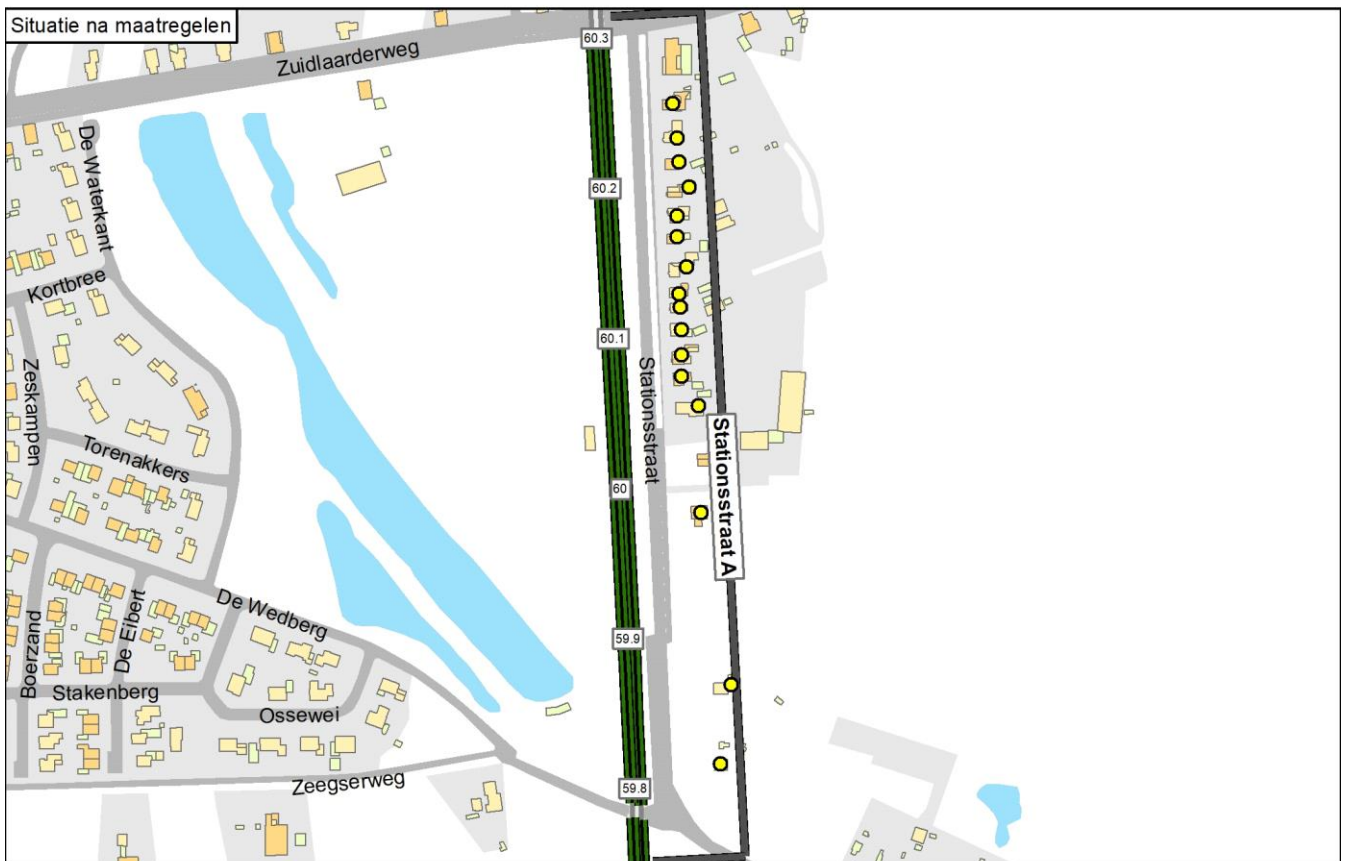 Situatie na maatregelen
60.3
Zuidlaarderweg
De Waterkant
60.2
Kortbree
60.1
Zeskampen
Stationsstraat
Torenakkers
Stationsstraat A
60
De Wedberg
De Eibert
Boerzand
59.9
Stakenberg
Ossewei
Zeegserweg
59.8